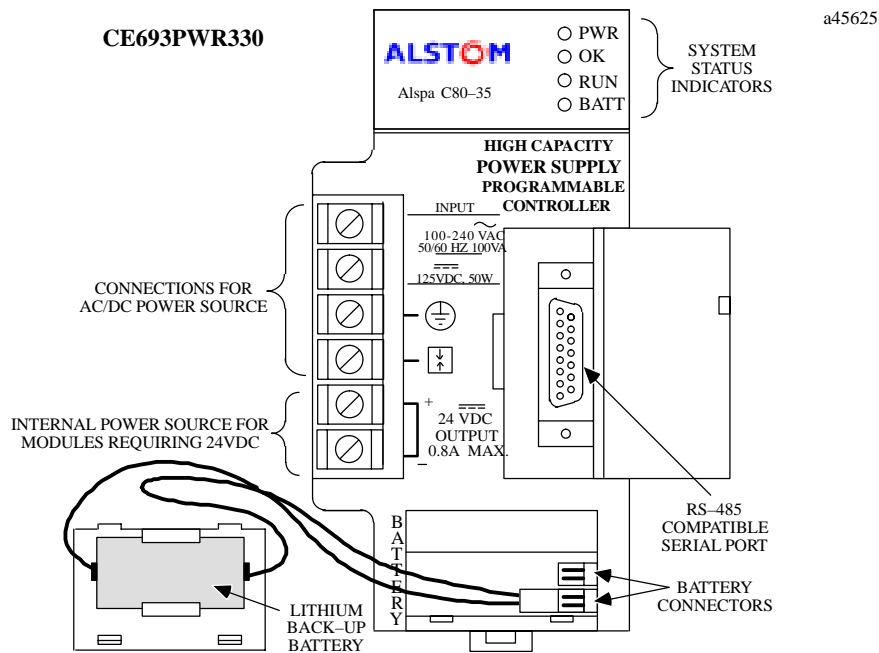 CE693PWR330
a45625
ALSTOM
Alspa C80–35
PWR
OK
RUN
BATT
SYSTEM
STATUS
INDICATORS
HIGH CAPACITY
POWER SUPPLY
PROGRAMMABLE
CONTROLLER
INPUT
100-240 VAC
50/60 HZ 100VA
125VDC, 50W
CONNECTIONS FOR
AC/DC POWER SOURCE
INTERNAL POWER SOURCE FOR
MODULES REQUIRING 24VDC
+
24 VDC
OUTPUT
0.8A MAX.
–
RS–485
COMPATIBLE
SERIAL PORT
BATTERY
BATTERY
CONNECTORS
LITHIUM
BACK–UP
BATTERY